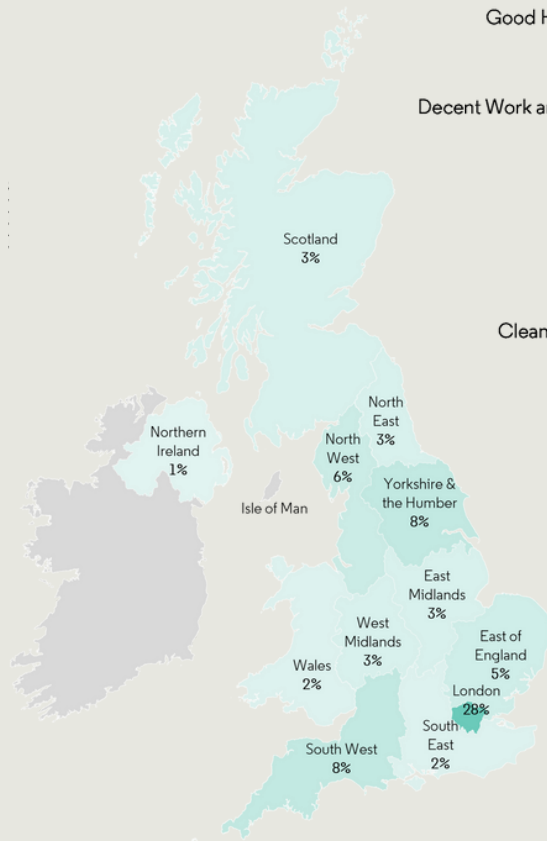 Good H
Decent Work a
Scotland
3%
Clean
North
East
3%
Northern
Ireland
1%
North
West
6%
Yorkshire &
the Humber
8%
Isle of Man
East
Midlands
3%
West
Midlands
3%
East of
England
5%
Wales
2%
London
28%
South
East
2%
South West
8%